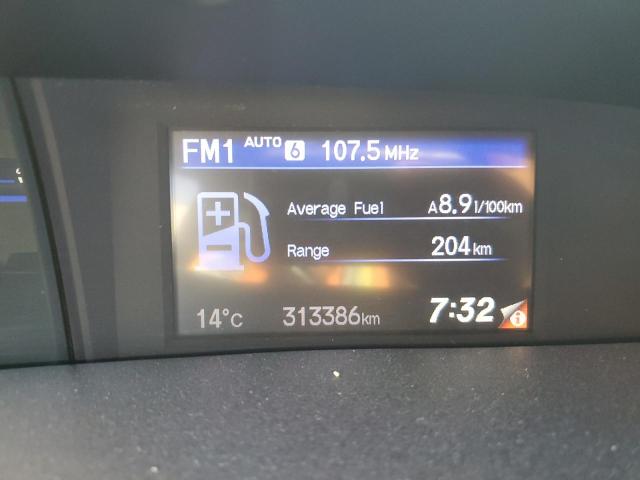 FM1 AUTO 6 107.5 MHz
Average Fuel A8.9 l/100km
Range 204 km
14°C 313386km 7:32 i